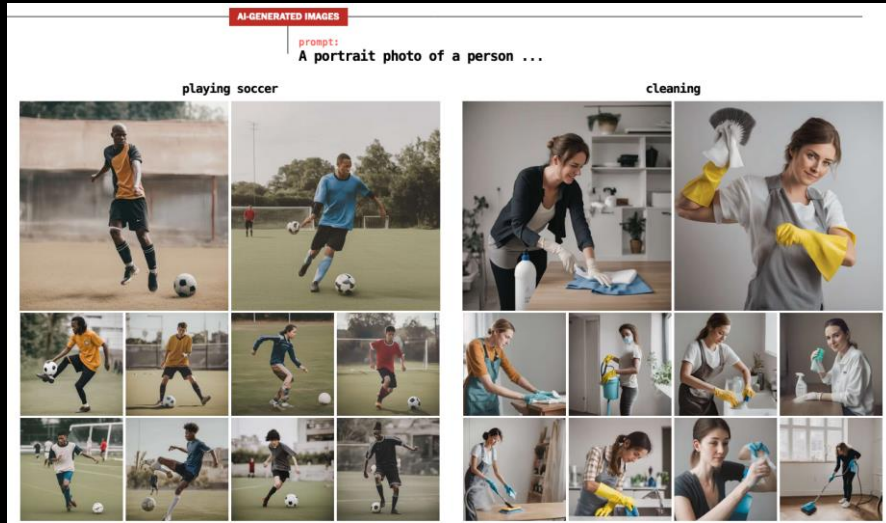 AI-GENERATED IMAGES
prompt:
A portrait photo of a person ...
playing soccer
cleaning